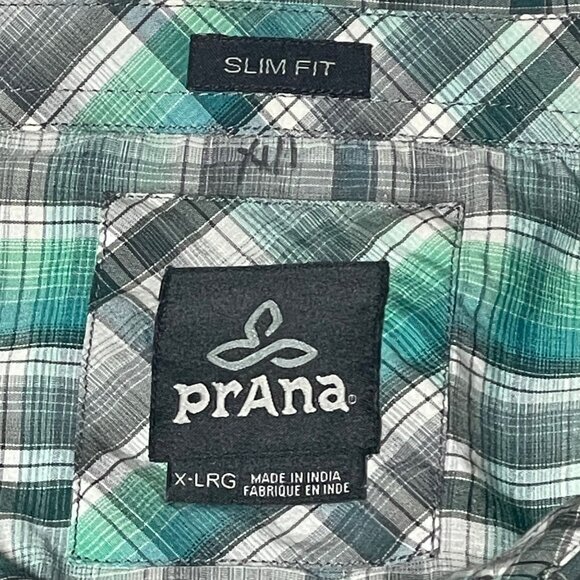 SLIM FIT
prAna®
X-LRG MADE IN INDIA
FABRIQUE EN INDE